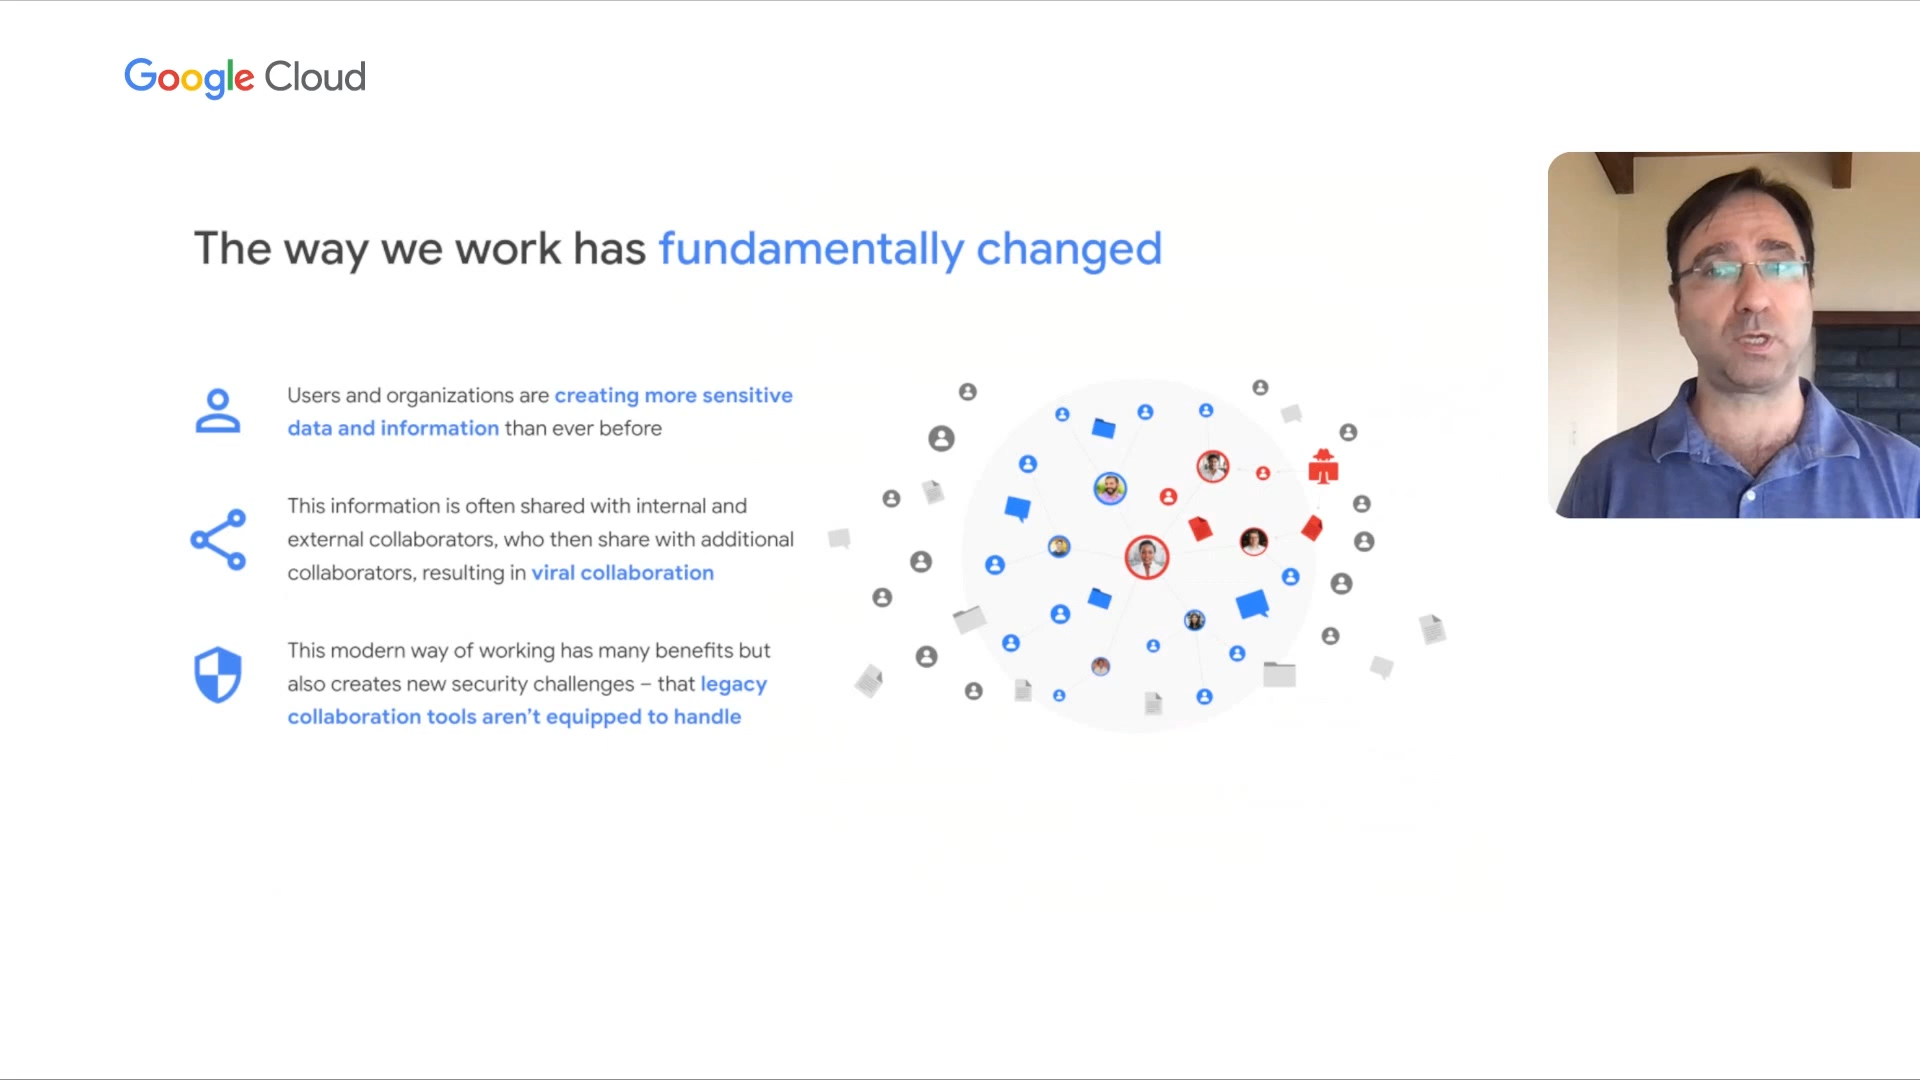 Google Cloud
The way we work has fundamentally changed
Users and organizations are creating more sensitive
data and information than ever before
This information is often shared with internal and
external collaborators, who then share with additional
collaborators, resulting in viral collaboration
This modern way of working has many benefits but
also creates new security challenges – that legacy
collaboration tools aren’t equipped to handle